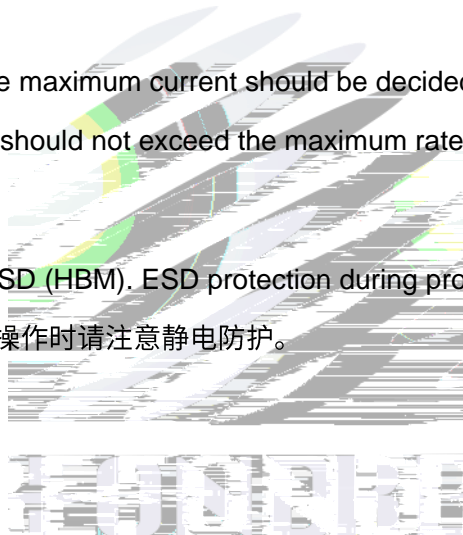 e maximum current should be decided
should not exceed the maximum rate
SD (HBM). ESD protection during pro
操作时请注意静电防护。